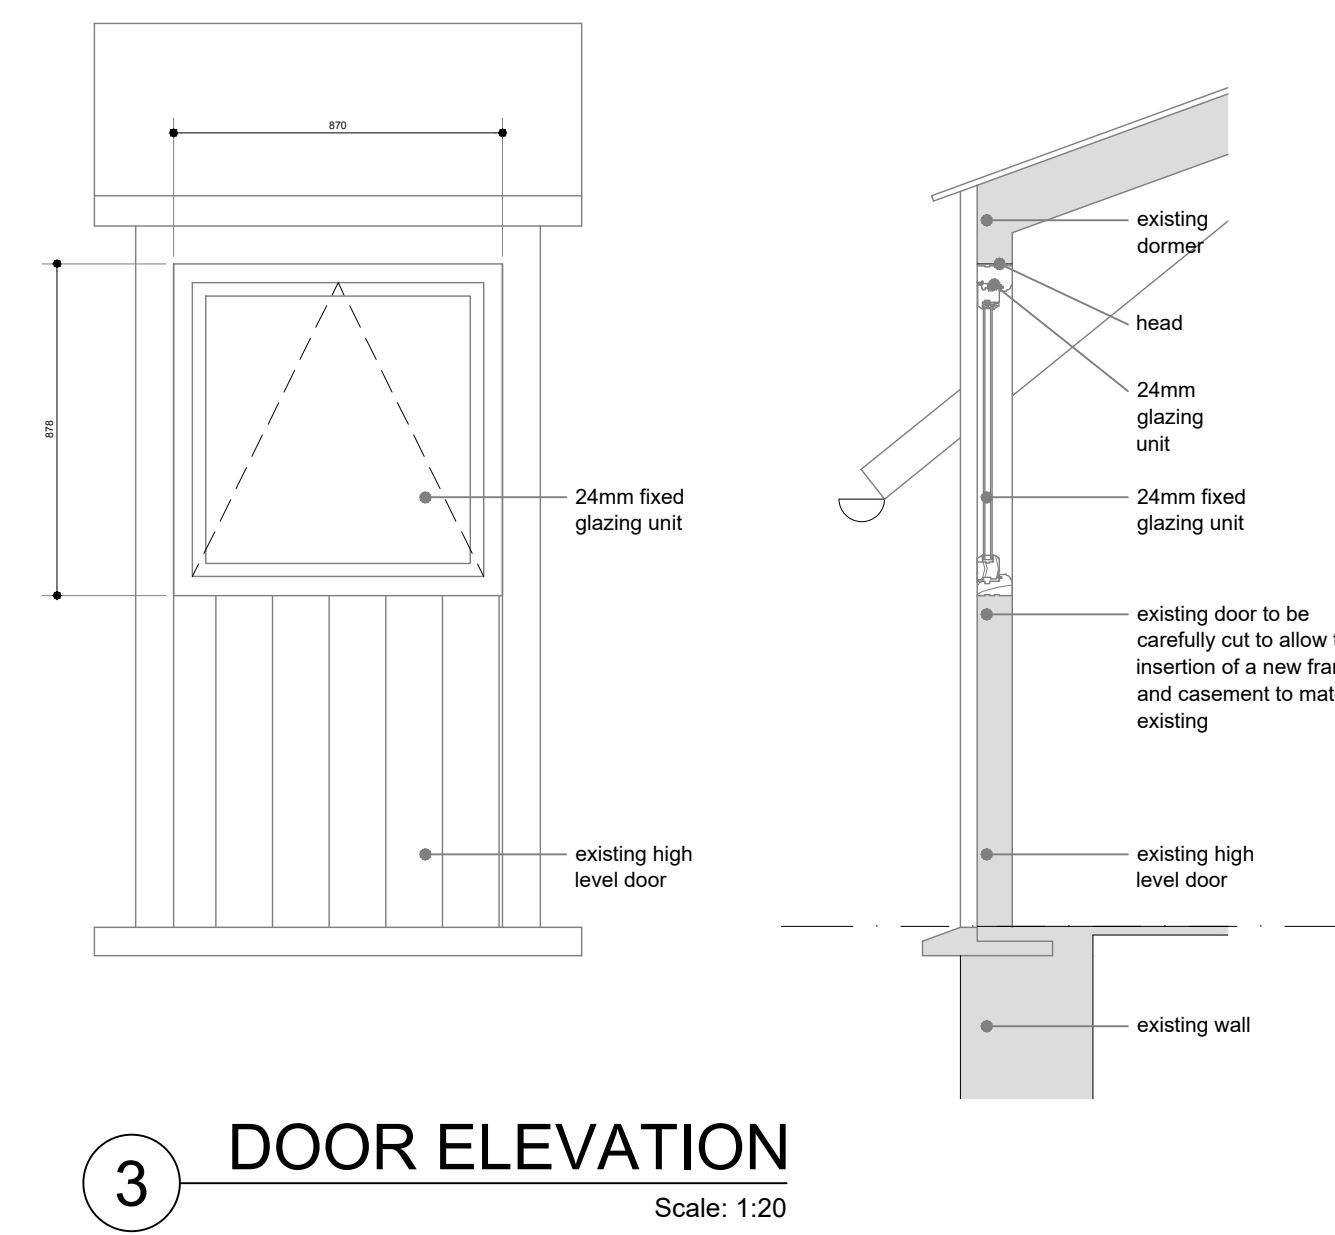 870
878
24mm fixed
glazing unit
existing high
level door
existing
dormer
head
24mm
glazing
unit
24mm fixed
glazing unit
existing door to be
carefully cut to allow
insertion of a new
and casement to
existing
existing high
level door
existing wall
3
DOOR ELEVATION
Scale: 1:20